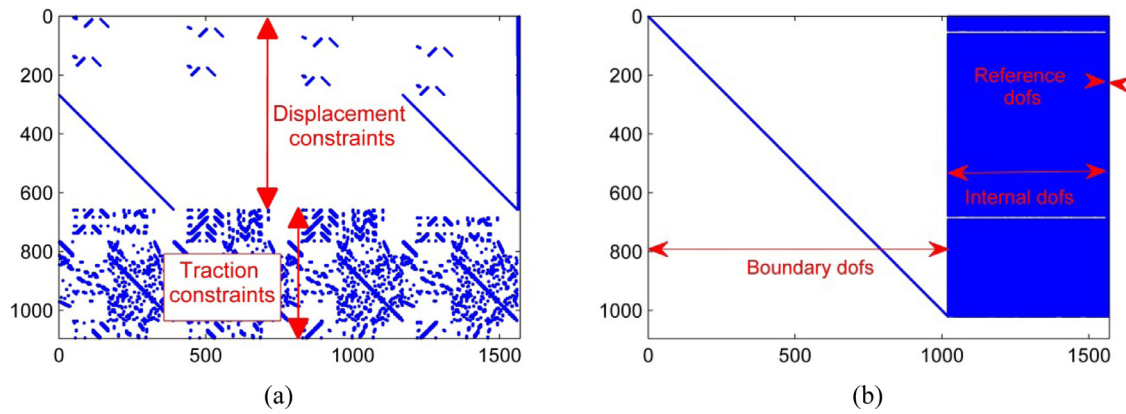 0
200
400
600
800
1000
0
500
1000
1500
Displacement
constraints
Traction
constraints
(a)
0
200
400
600
800
1000
0
500
1000
1500
Reference
dofs
Internal dofs
Boundary dofs
(b)